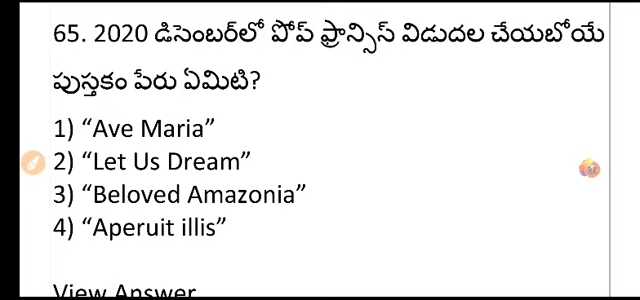 65. 2020 డిసెంబర్‌లో పోప్ ఫ్రాన్సిస్ విడుదల చేయబోయే
పుస్తకం పేరు ఏమిటి?
1) “Ave Maria”
2) “Let Us Dream”
3) “Beloved Amazonia”
4) “Aperuit illis”
View Answer